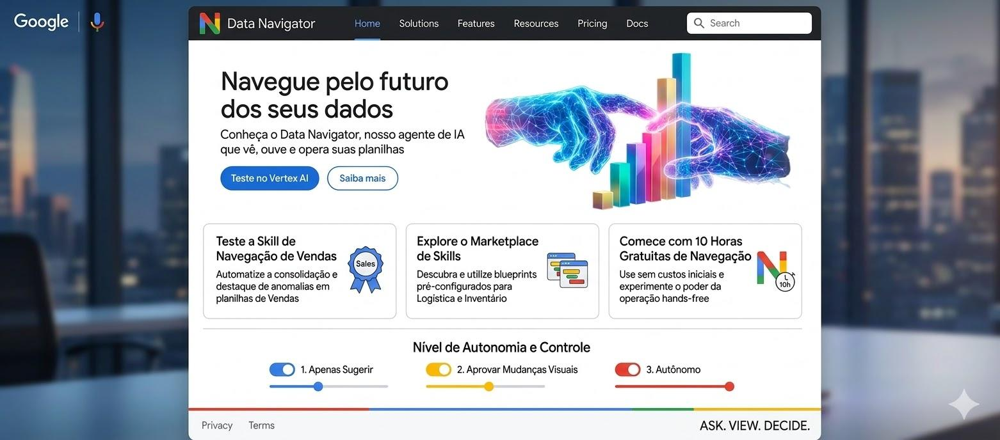 Google
Data Navigator
Home
Solutions
Features
Resources
Pricing
Docs
Search
Navegue pelo futuro
dos seus dados
Conheça o Data Navigator, nosso agente de IA
que vê, ouve e opera suas planilhas
Teste no Vertex AI
Saiba mais
Teste a Skill de
Navegação de Vendas
Automatize a consolidação e
destaque de anomalias em
planilhas de Vendas
Sales
Explore o Marketplace
de Skills
Descubra e utilize blueprints
pré-configurados para
Logística e Inventário
Comece com 10 Horas
Gratuitas de Navegação
Use sem custos iniciais e
experimente o poder da
operação hands-free
10h
Nível de Autonomia e Controle
1. Apenas Sugerir
2. Aprovar Mudanças Visuais
3. Autônomo
Privacy
Terms
ASK. VIEW. DECIDE.